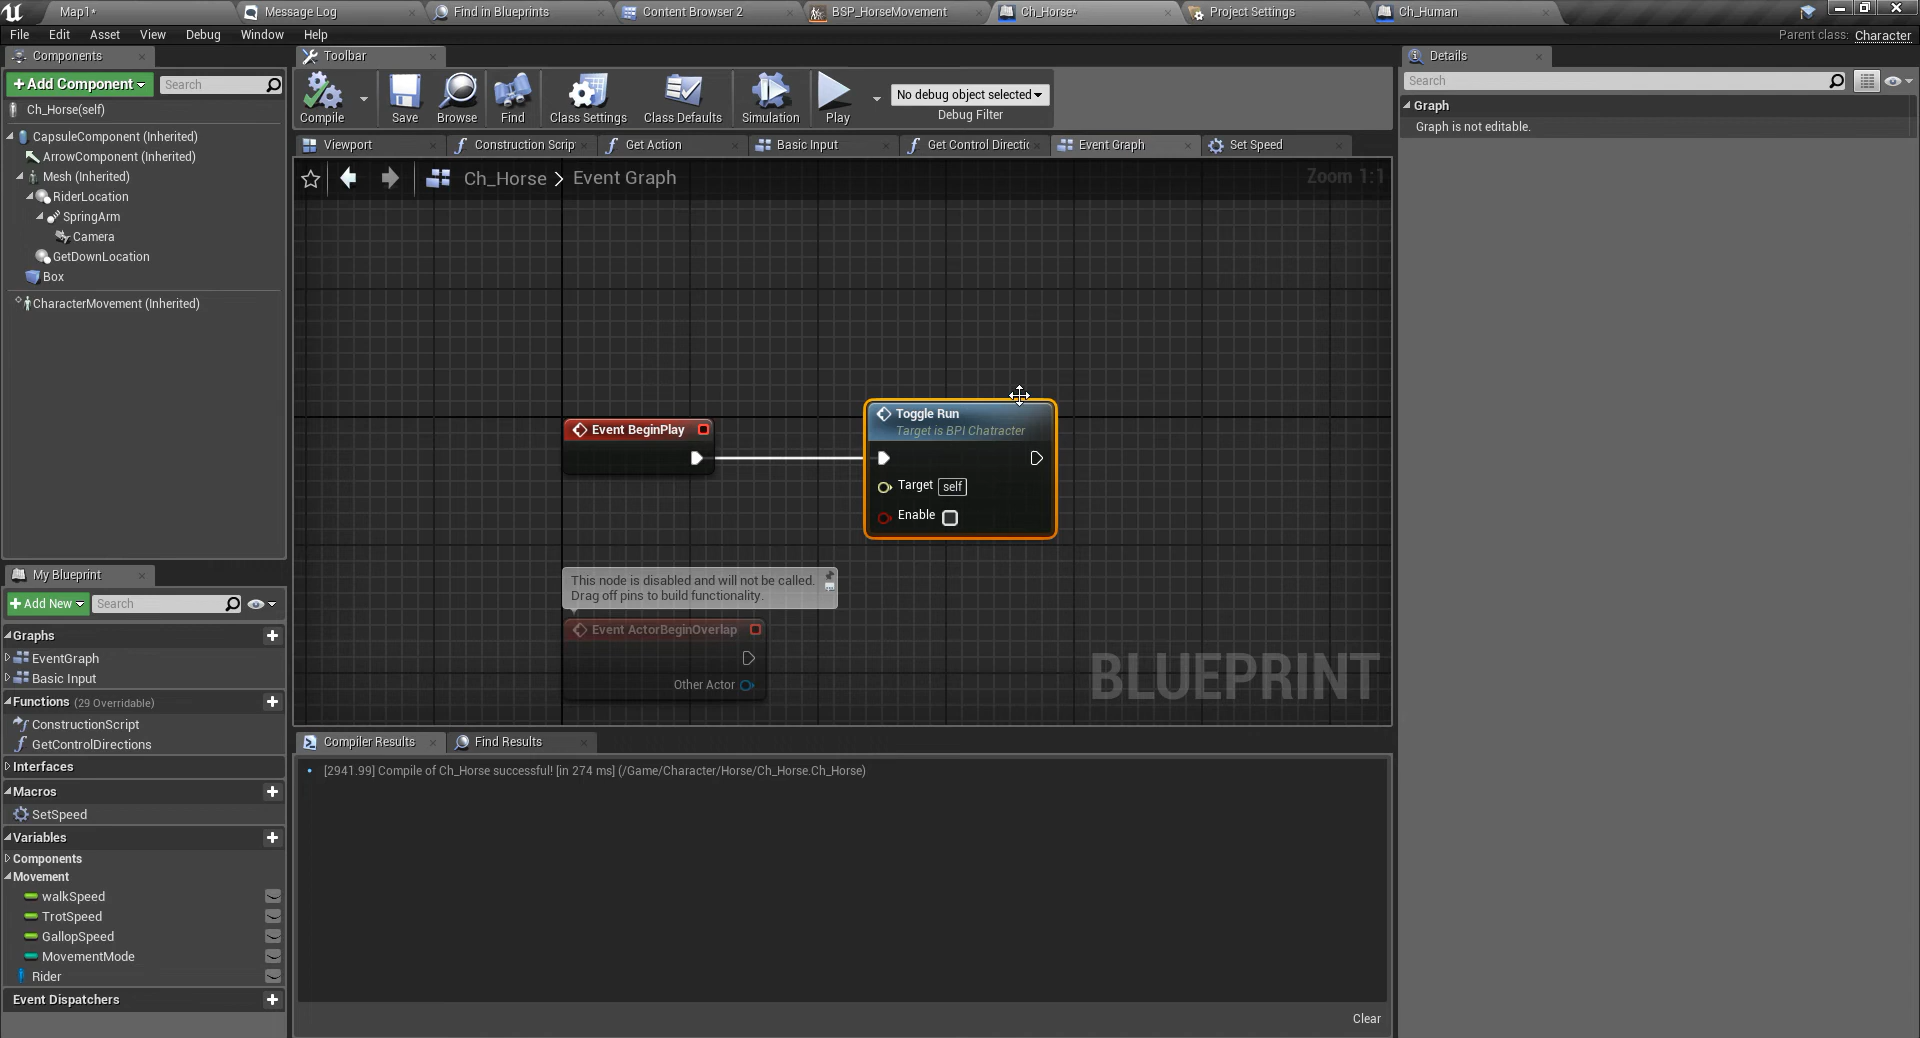 Map1*
Message Log
Find in Blueprints
Content Browser 2
BSP_HorseMovement
Ch_Horse*
Project Settings
Ch_Human
File Edit Asset View Debug Window Help
Parent class: Character
Components
+Add Component
Search
Ch_Horse(self)
CapsuleComponent (Inherited)
ArrowComponent (Inherited)
Mesh (Inherited)
RiderLocation
SpringArm
Camera
GetDownLocation
Box
CharacterMovement (Inherited)
My Blueprint
+Add New
Search
Graphs
EventGraph
Basic Input
Functions (29 Overridable)
ConstructionScript
GetControlDirections
Interfaces
Macros
SetSpeed
Variables
Components
Movement
walkSpeed
TrotSpeed
GallopSpeed
MovementMode
Rider
Event Dispatchers
Toolbar
Compile
Save
Browse
Find
Class Settings
Class Defaults
Simulation
Play
No debug object selected
Debug Filter
Viewport
Construction Scrip
Get Action
Basic Input
Get Control Directic
Event Graph
Set Speed
Ch_Horse > Event Graph
Zoom 1:1
Event BeginPlay
Toggle Run
Target is BPI Chatracter
Target self
Enable
This node is disabled and will not be called.
Drag off pins to build functionality.
Event ActorBeginOverlap
Other Actor
BLUEPRINT
Compiler Results
Find Results
[2941.99] Compile of Ch_Horse successful! [in 274 ms] (/Game/Character/Horse/Ch_Horse.Ch_Horse)
Clear
Details
Search
Graph
Graph is not editable.